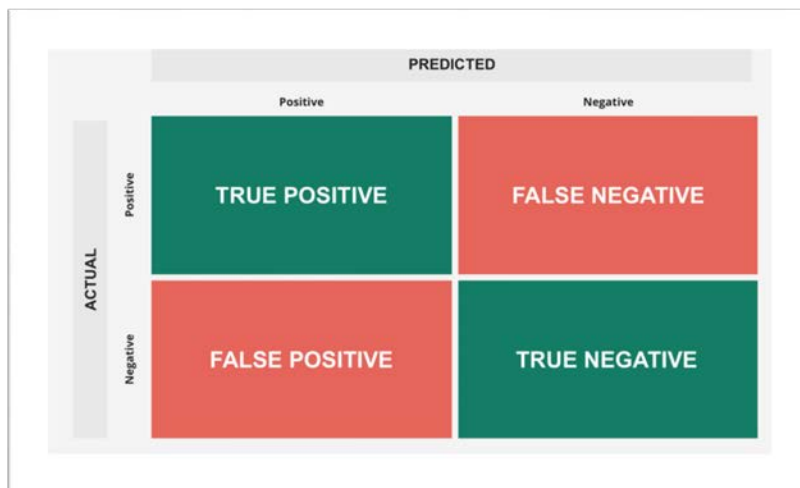 PREDICTED
Positive Negative
ACTUAL
Positive
TRUE POSITIVE FALSE NEGATIVE
Negative
FALSE POSITIVE TRUE NEGATIVE